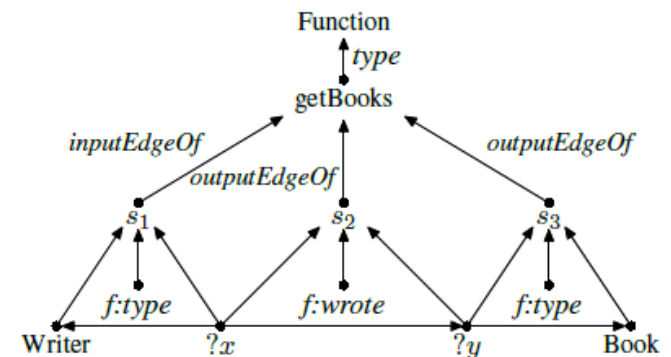 Function
type
getBooks
inputEdgeOf
outputEdgeOf
outputEdgeOf
s1 s2 s3
f:type f:wrote f:type
Writer ?x ?y Book